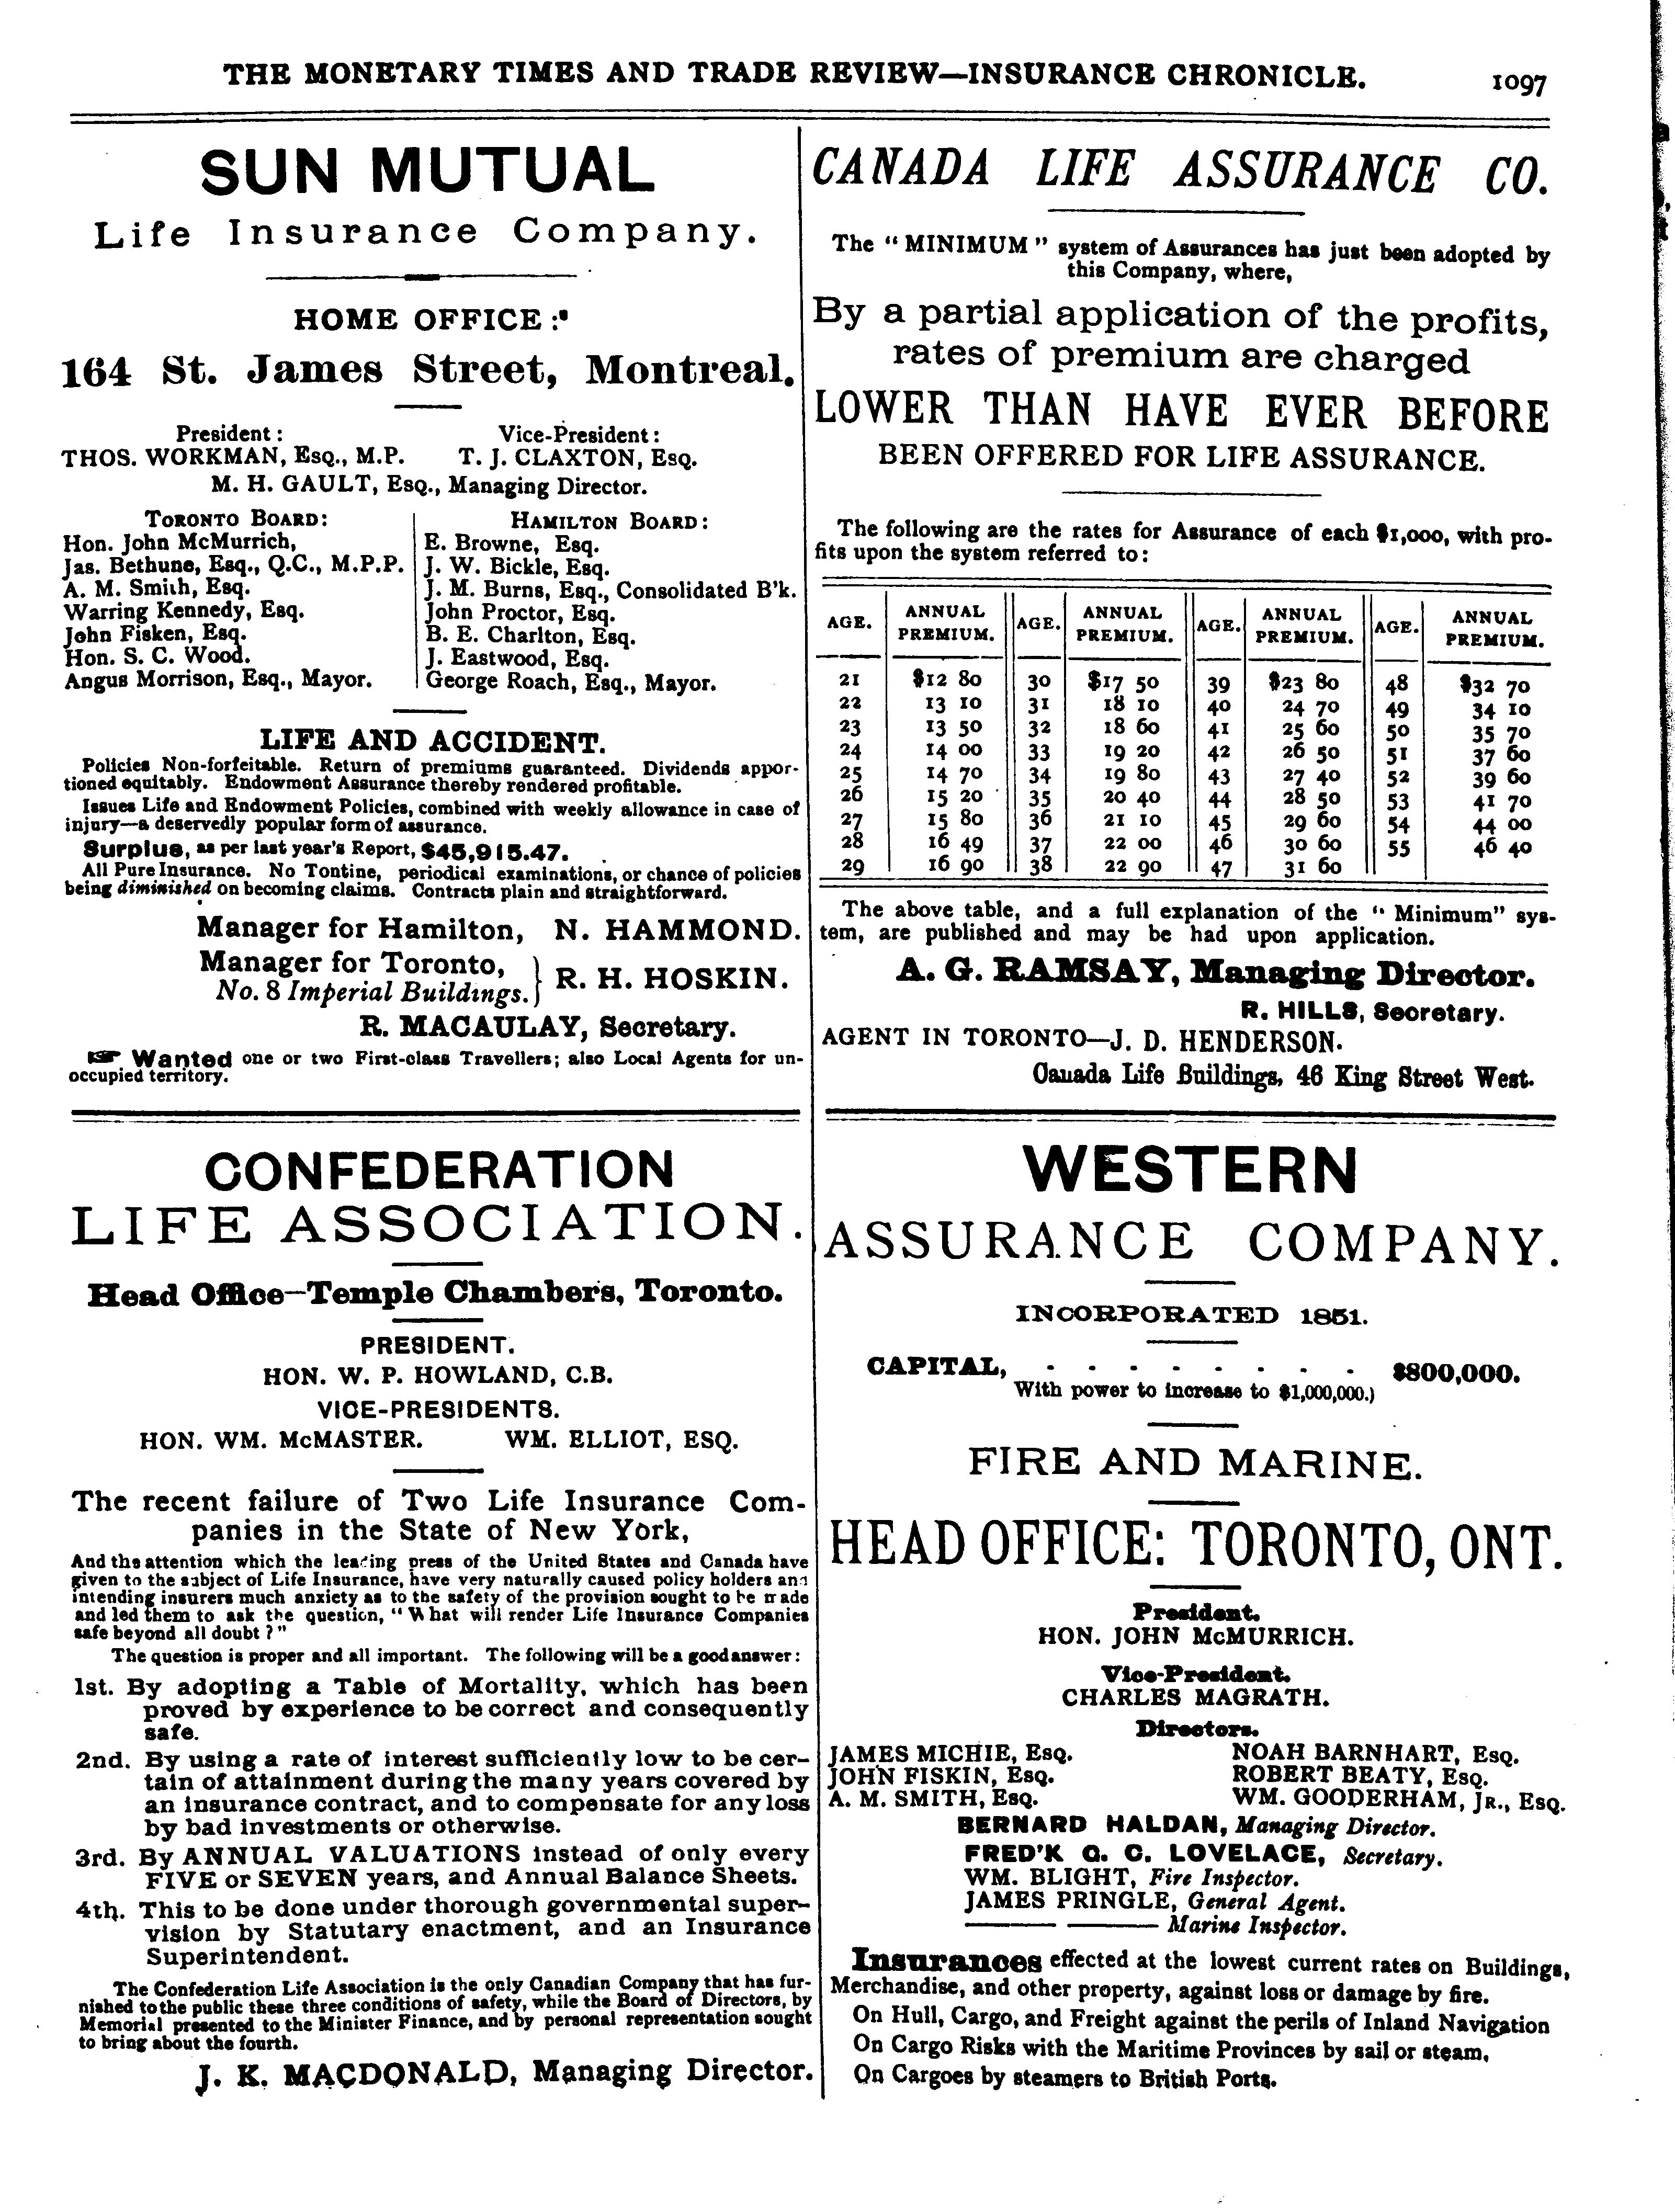 THE MONETARY TIMES AND TRADE REVIEW—INSURANCE CHRONICLE. 1097
SUN MUTUAL
Life Insurance Company.
HOME OFFICE:
164 St. James Street, Montreal.
President: Vice-President:
THOS. WORKMAN, ESQ., M.P. T. J. CLAXTON, ESQ.
M. H. GAULT, ESQ., Managing Director.
TORONTO BOARD:
Hon. John McMurrich,
Jas. Bethune, Esq., Q.C., M.P.P.
A. M. Smith, Esq.
Warring Kennedy, Esq.
John Fisken, Esq.
Hon. S. C. Wood.
Angus Morrison, Esq., Mayor.
HAMILTON BOARD:
E. Browne, Esq.
J. W. Bickle, Esq.
J. M. Burns, Esq., Consolidated B'k.
John Proctor, Esq.
B. E. Charlton, Esq.
J. Eastwood, Esq.
George Roach, Esq., Mayor.
LIFE AND ACCIDENT.
Policies Non-forfeitable. Return of premiums guaranteed. Dividends appor-
tioned equitably. Endowment Assurance thereby rendered profitable.
Issues Life and Endowment Policies, combined with weekly allowance in case of
injury—a deservedly popular form of assurance.
Surplus, as per last year's Report, $45,915.47.
All Pure Insurance. No Tontine, periodical examinations, or chance of policies
being diminished on becoming claims. Contracts plain and straightforward.
Manager for Hamilton, N. HAMMOND.
Manager for Toronto,
No. 8 Imperial Buildings. } R. H. HOSKIN.
R. MACAULAY, Secretary.
☞ Wanted one or two First-class Travellers; also Local Agents for un-
occupied territory.
CANADA LIFE ASSURANCE CO.
The "MINIMUM" system of Assurances has just been adopted by
this Company, where,
By a partial application of the profits,
rates of premium are charged
LOWER THAN HAVE EVER BEFORE
BEEN OFFERED FOR LIFE ASSURANCE.
The following are the rates for Assurance of each $1,000, with pro-
fits upon the system referred to:
AGE. ANNUAL PREMIUM. AGE. ANNUAL PREMIUM. AGE. ANNUAL PREMIUM. AGE. ANNUAL PREMIUM.
21 $12 80 30 $17 50 39 $23 80 48 $32 70
22 13 10 31 18 10 40 24 70 49 34 10
23 13 50 32 18 60 41 25 60 50 35 70
24 14 00 33 19 20 42 26 50 51 37 60
25 14 70 34 19 80 43 27 40 52 39 60
26 15 20 35 20 40 44 28 50 53 41 70
27 15 80 36 21 10 45 29 60 54 44 00
28 16 49 37 22 00 46 30 60 55 46 40
29 16 90 38 22 90 47 31 60
The above table, and a full explanation of the "Minimum" sys-
tem, are published and may be had upon application.
A. G. RAMSAY, Managing Director.
R. HILLS, Secretary.
AGENT IN TORONTO—J. D. HENDERSON.
Canada Life Buildings, 46 King Street West.
CONFEDERATION
LIFE ASSOCIATION.
Head Office—Temple Chambers, Toronto.
PRESIDENT.
HON. W. P. HOWLAND, C.B.
VICE-PRESIDENTS.
HON. WM. McMASTER. WM. ELLIOT, ESQ.
The recent failure of Two Life Insurance Com-
panies in the State of New York,
And the attention which the leading press of the United States and Canada have
given to the subject of Life Insurance, have very naturally caused policy holders and
intending insurers much anxiety as to the safety of the provision sought to be made
and led them to ask the question, "What will render Life Insurance Companies
safe beyond all doubt?"
The question is proper and all important. The following will be a good answer:
1st. By adopting a Table of Mortality, which has been
proved by experience to be correct and consequently
safe.
2nd. By using a rate of interest sufficiently low to be cer-
tain of attainment during the many years covered by
an insurance contract, and to compensate for any loss
by bad investments or otherwise.
3rd. By ANNUAL VALUATIONS instead of only every
FIVE or SEVEN years, and Annual Balance Sheets.
4th. This to be done under thorough governmental super-
vision by Statutary enactment, and an Insurance
Superintendent.
The Confederation Life Association is the only Canadian Company that has fur-
nished to the public these three conditions of safety, while the Board of Directors, by
Memorial presented to the Minister Finance, and by personal representation sought
to bring about the fourth.
J. K. MACDONALD, Managing Director.
WESTERN
ASSURANCE COMPANY.
INCORPORATED 1851.
CAPITAL, - - - - - - - - $800,000.
With power to increase to $1,000,000.)
FIRE AND MARINE.
HEAD OFFICE: TORONTO, ONT.
President.
HON. JOHN McMURRICH.
Vice-President.
CHARLES MAGRATH.
Directors.
JAMES MICHIE, ESQ. NOAH BARNHART, ESQ.
JOHN FISKIN, ESQ. ROBERT BEATY, ESQ.
A. M. SMITH, ESQ. WM. GOODERHAM, JR., ESQ.
BERNARD HALDAN, Managing Director.
FRED'K G. C. LOVELACE, Secretary.
WM. BLIGHT, Fire Inspector.
JAMES PRINGLE, General Agent.
——— ——— Marine Inspector.
Insurances effected at the lowest current rates on Buildings,
Merchandise, and other property, against loss or damage by fire.
On Hull, Cargo, and Freight against the perils of Inland Navigation
On Cargo Risks with the Maritime Provinces by sail or steam.
On Cargoes by steamers to British Ports.